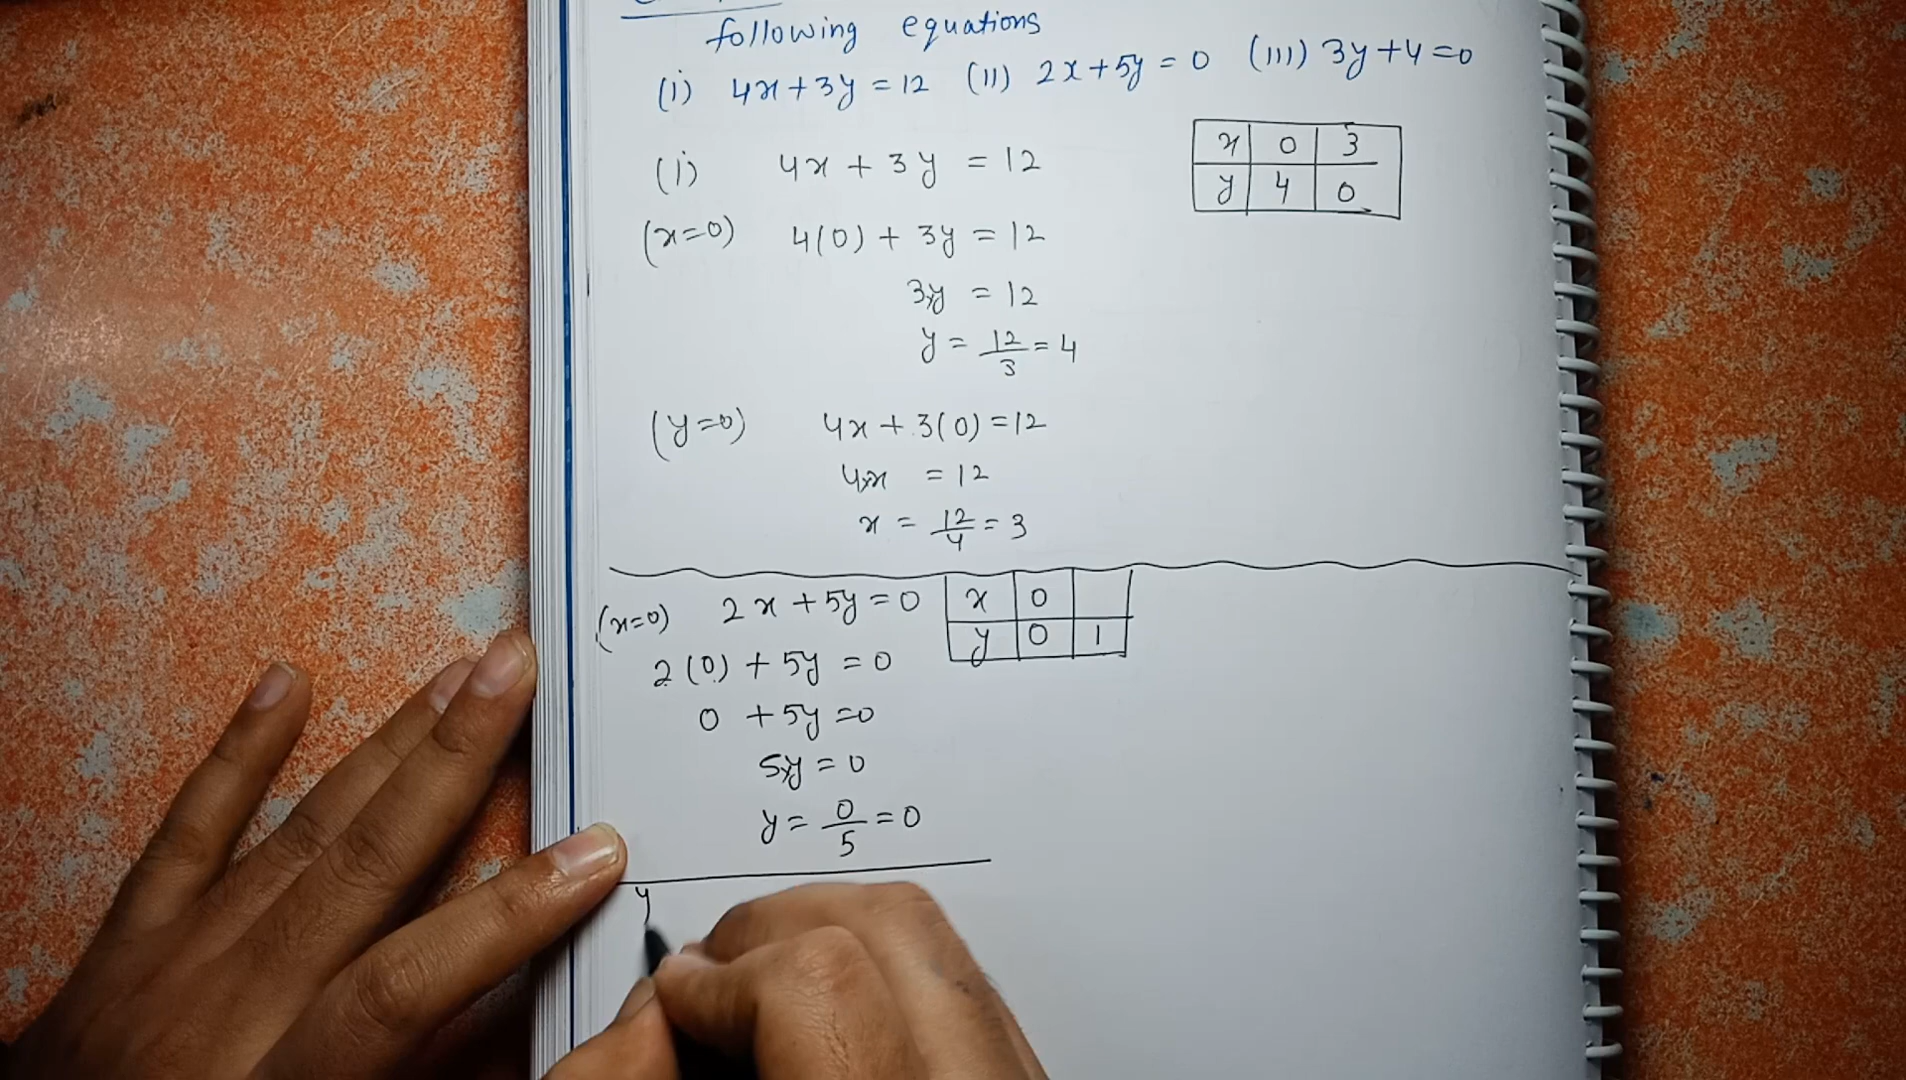 following equations
(i) 4x + 3y = 12 (ii) 2x + 5y = 0 (iii) 3y + 4 = 0
(i) 4x + 3y = 12
x 0 3
y 4 0
(x=0) 4(0) + 3y = 12
3y = 12
y = 12/3 = 4
(y=0) 4x + 3(0) = 12
4x = 12
x = 12/4 = 3
(x=0) 2x + 5y = 0
x 0
y 0 1
2(0) + 5y = 0
0 + 5y = 0
5y = 0
y = 0/5 = 0
y